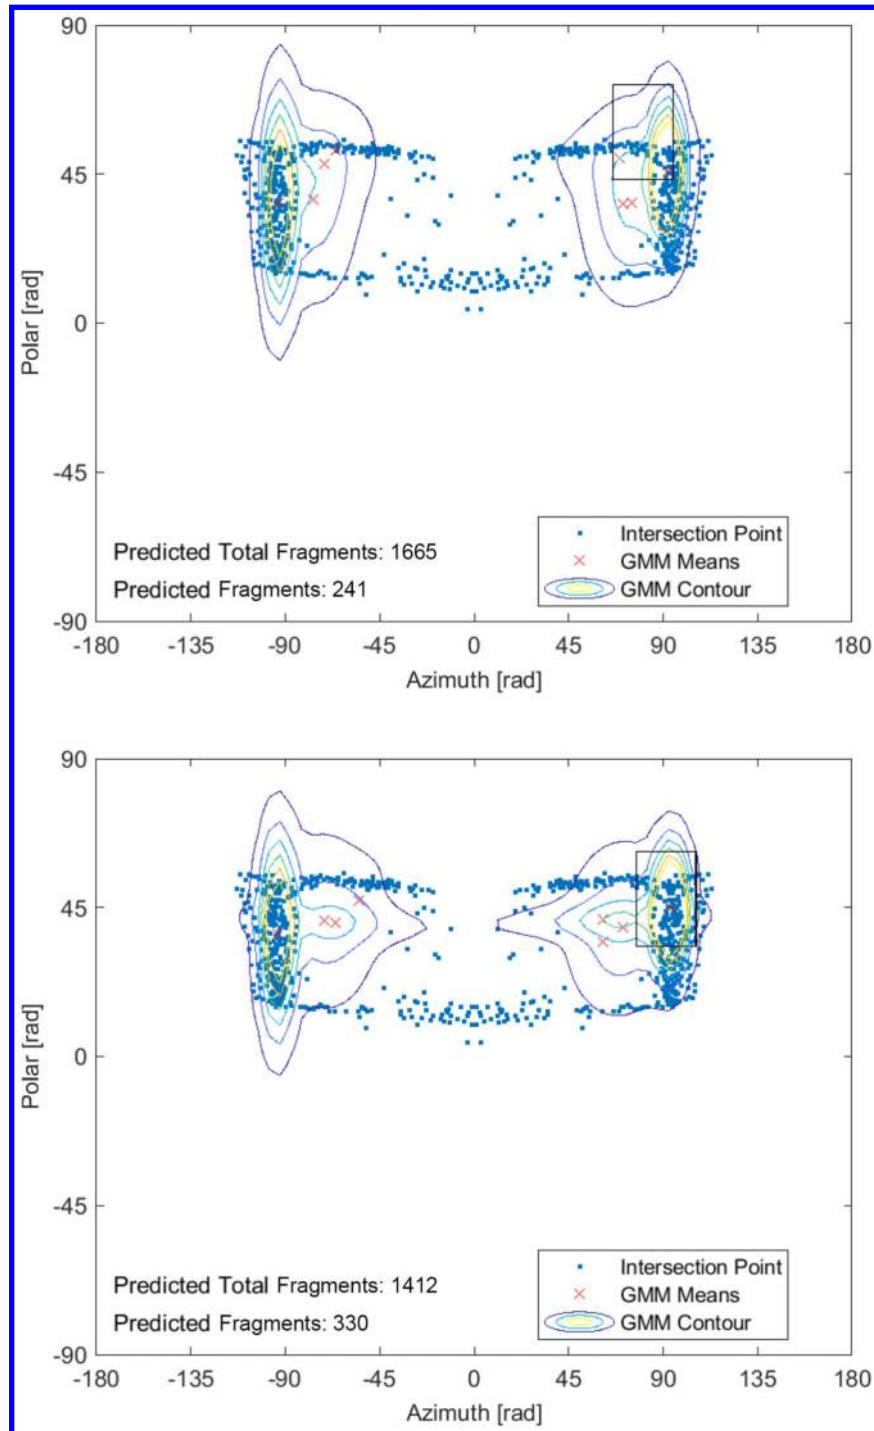 90
45
0
-45
-90
Polar [rad]
Predicted Total Fragments: 1665
Predicted Fragments: 241
Intersection Point
GMM Means
GMM Contour
-180 -135 -90 -45 0 45 90 135 180
Azimuth [rad]
90
45
0
-45
-90
Polar [rad]
Predicted Total Fragments: 1412
Predicted Fragments: 330
Intersection Point
GMM Means
GMM Contour
-180 -135 -90 -45 0 45 90 135 180
Azimuth [rad]